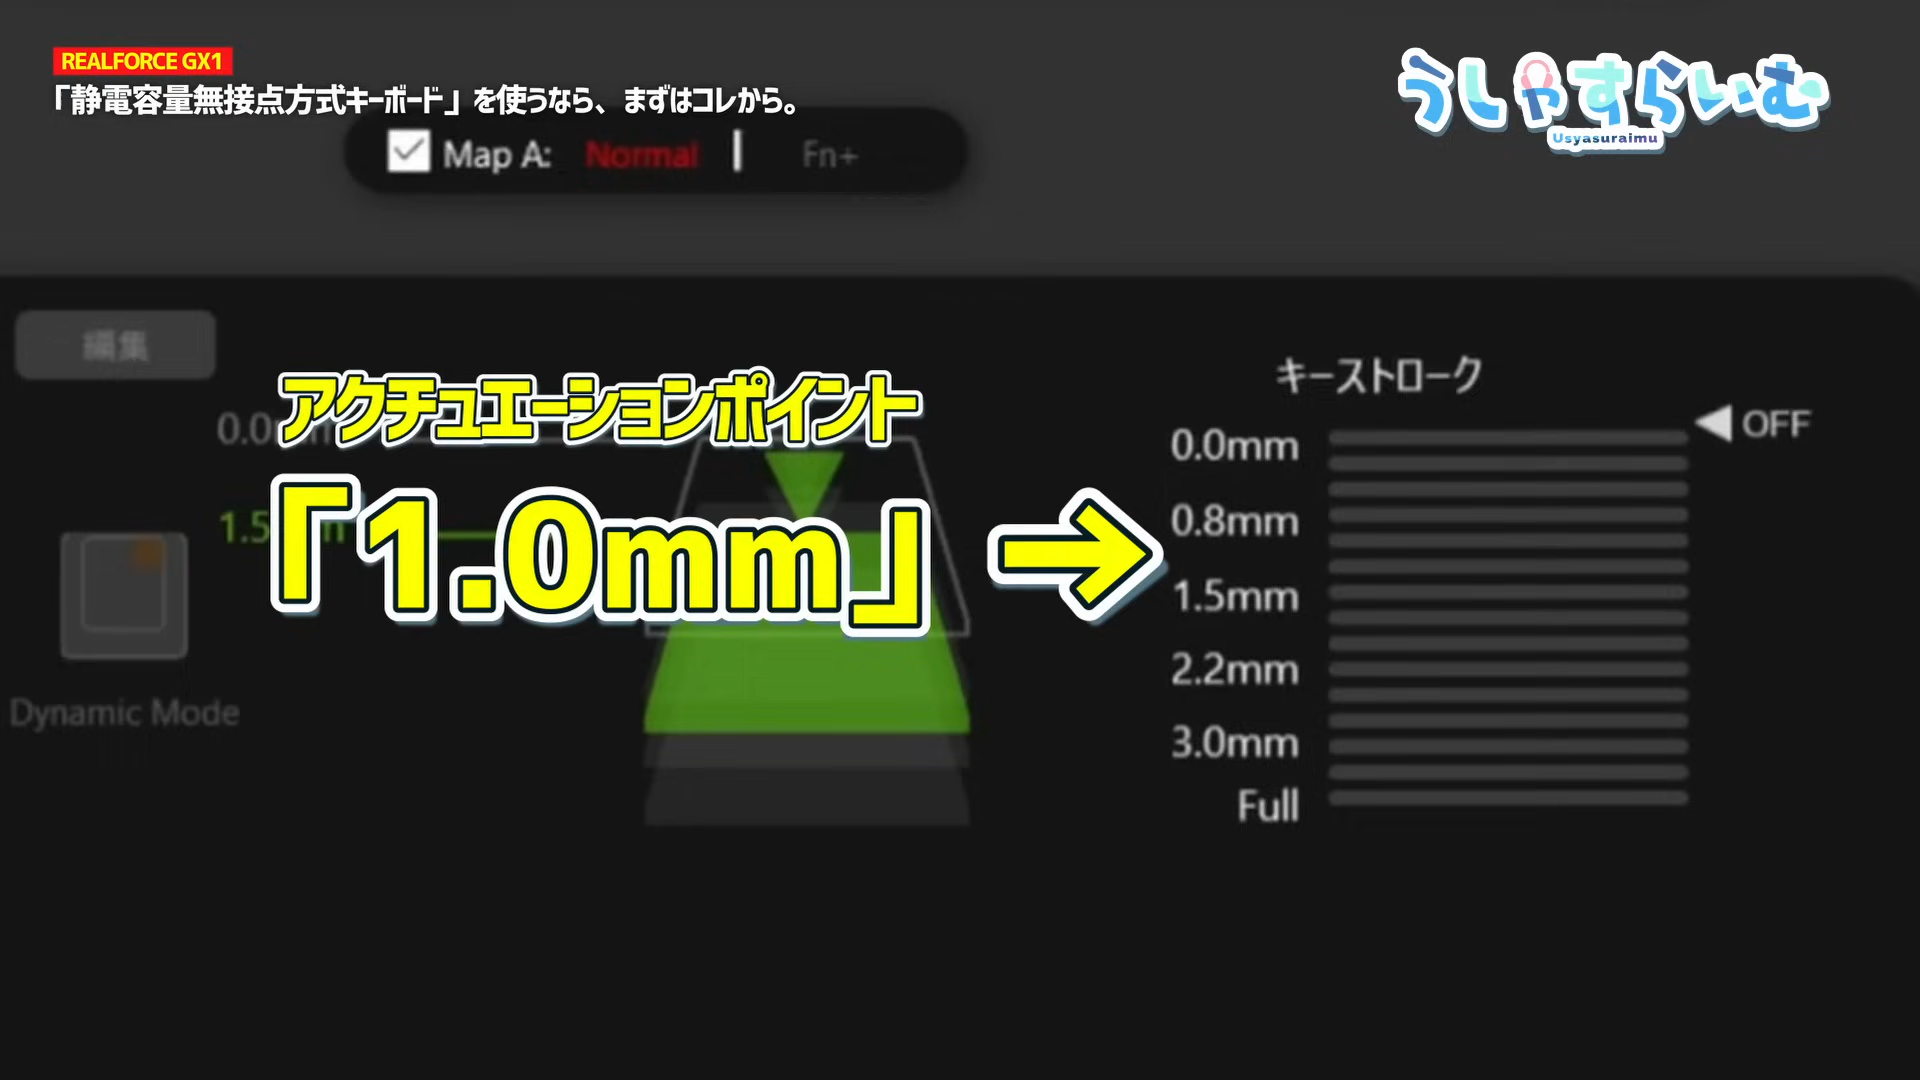 REALFORCE GX1
「静電容量無接点方式キーボード」を使うなら、まずはコレから。
うしゃすらいむ
Usyasuraimu
Map A: Normal | Fn+
編集
アクチュエーションポイント
「1.0mm」→
Dynamic Mode
キーストローク
OFF
0.0mm
0.8mm
1.5mm
2.2mm
3.0mm
Full